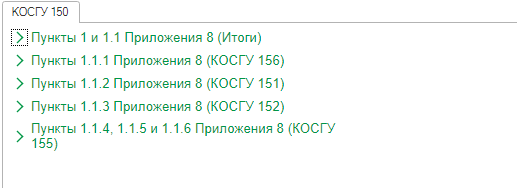 КОСГУ 150
Пункты 1 и 1.1 Приложения 8 (Итоги)
Пункты 1.1.1 Приложения 8 (КОСГУ 156)
Пункты 1.1.2 Приложения 8 (КОСГУ 151)
Пункты 1.1.3 Приложения 8 (КОСГУ 152)
Пункты 1.1.4, 1.1.5 и 1.1.6 Приложения 8 (КОСГУ
155)